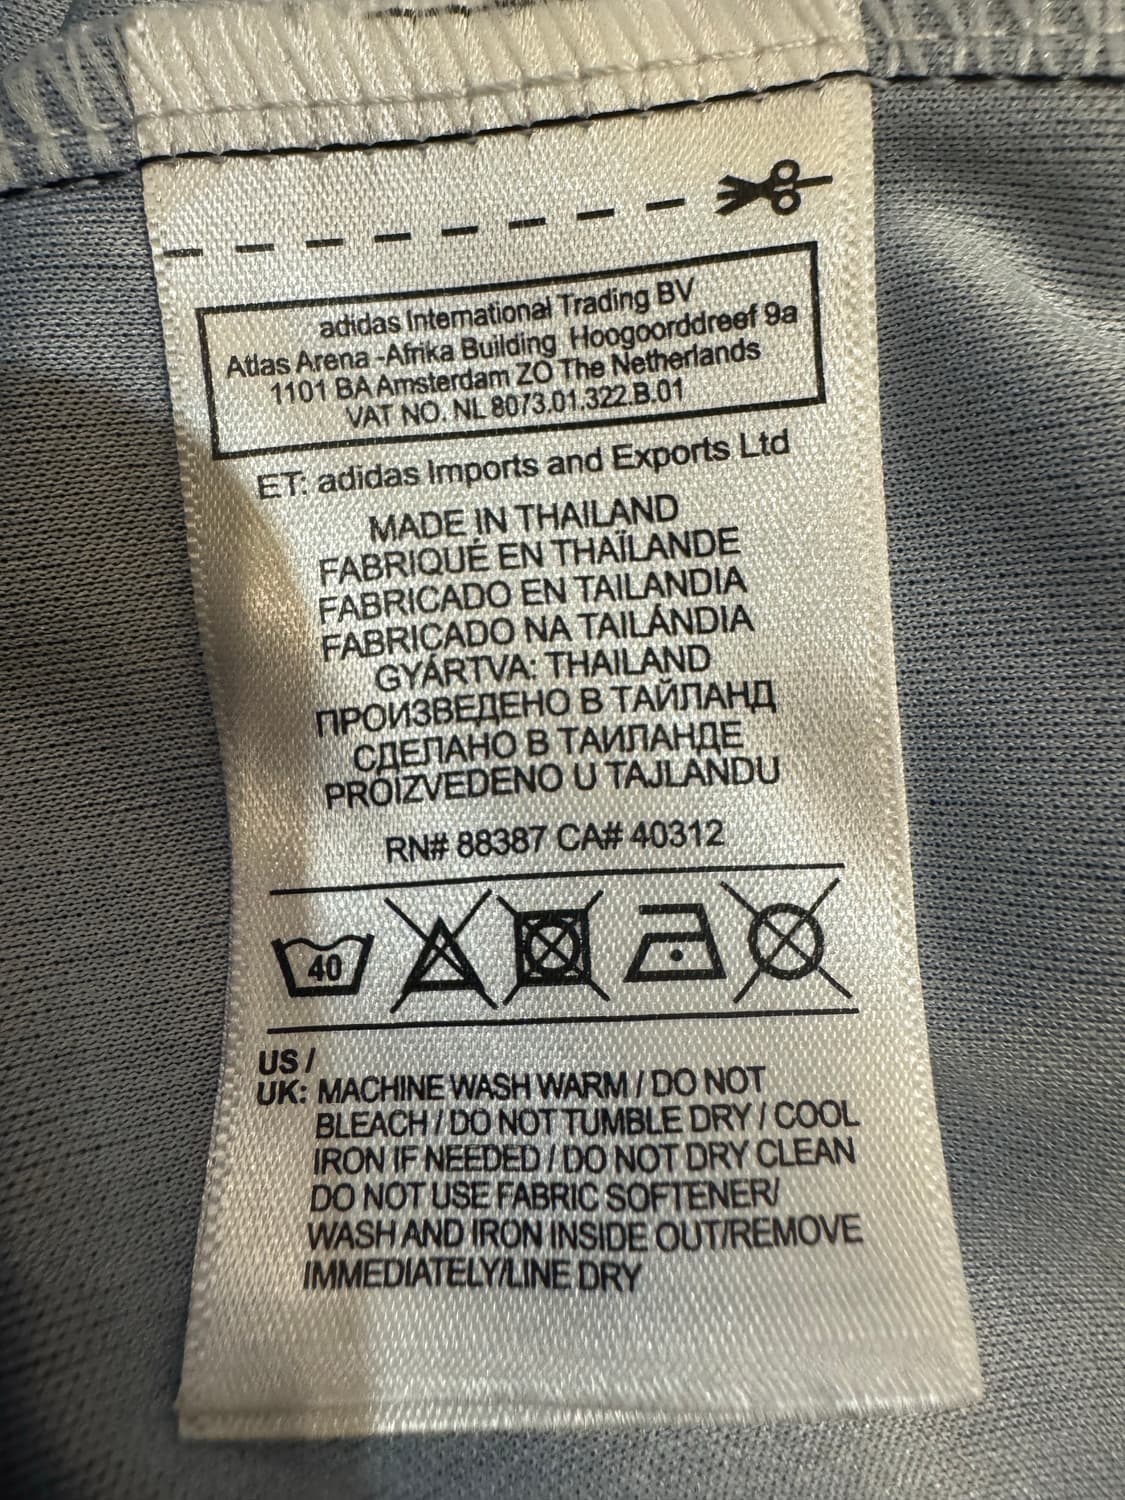 adidas International Trading BV
Atlas Arena -Afrika Building Hoogoorddreef 9a
1101 BA Amsterdam ZO The Netherlands
VAT NO. NL 8073.01.322.B.01
ET: adidas Imports and Exports Ltd
MADE IN THAILAND
FABRIQUÉ EN THAÏLANDE
FABRICADO EN TAILANDIA
FABRICADO NA TAILÁNDIA
GYÁRTVA: THAILAND
ПРОИЗВЕДЕНО В ТАЙЛАНД
СДЕЛАНО В ТАИЛАНДЕ
PROIZVEDENO U TAJLANDU
RN# 88387 CA# 40312
40
US /
UK: MACHINE WASH WARM / DO NOT
BLEACH / DO NOT TUMBLE DRY / COOL
IRON IF NEEDED / DO NOT DRY CLEAN
DO NOT USE FABRIC SOFTENER/
WASH AND IRON INSIDE OUT/REMOVE
IMMEDIATELY/LINE DRY